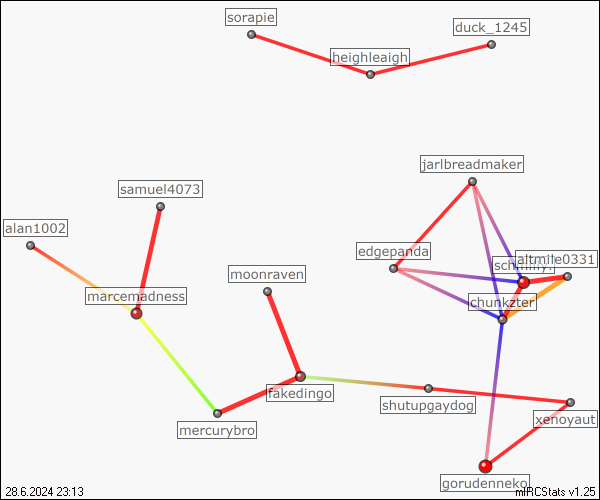 sorapie
duck_1245
heighleaigh
jarlbreadmaker
samuel4073
alan1002
edgepanda
altmile0331
moonraven
marcemadness
chunkzter
fakedingo
shutupgaydog
xenoyaut
mercurybro
gorudenneko
28.6.2024 23:13
mIRCStats v1.25